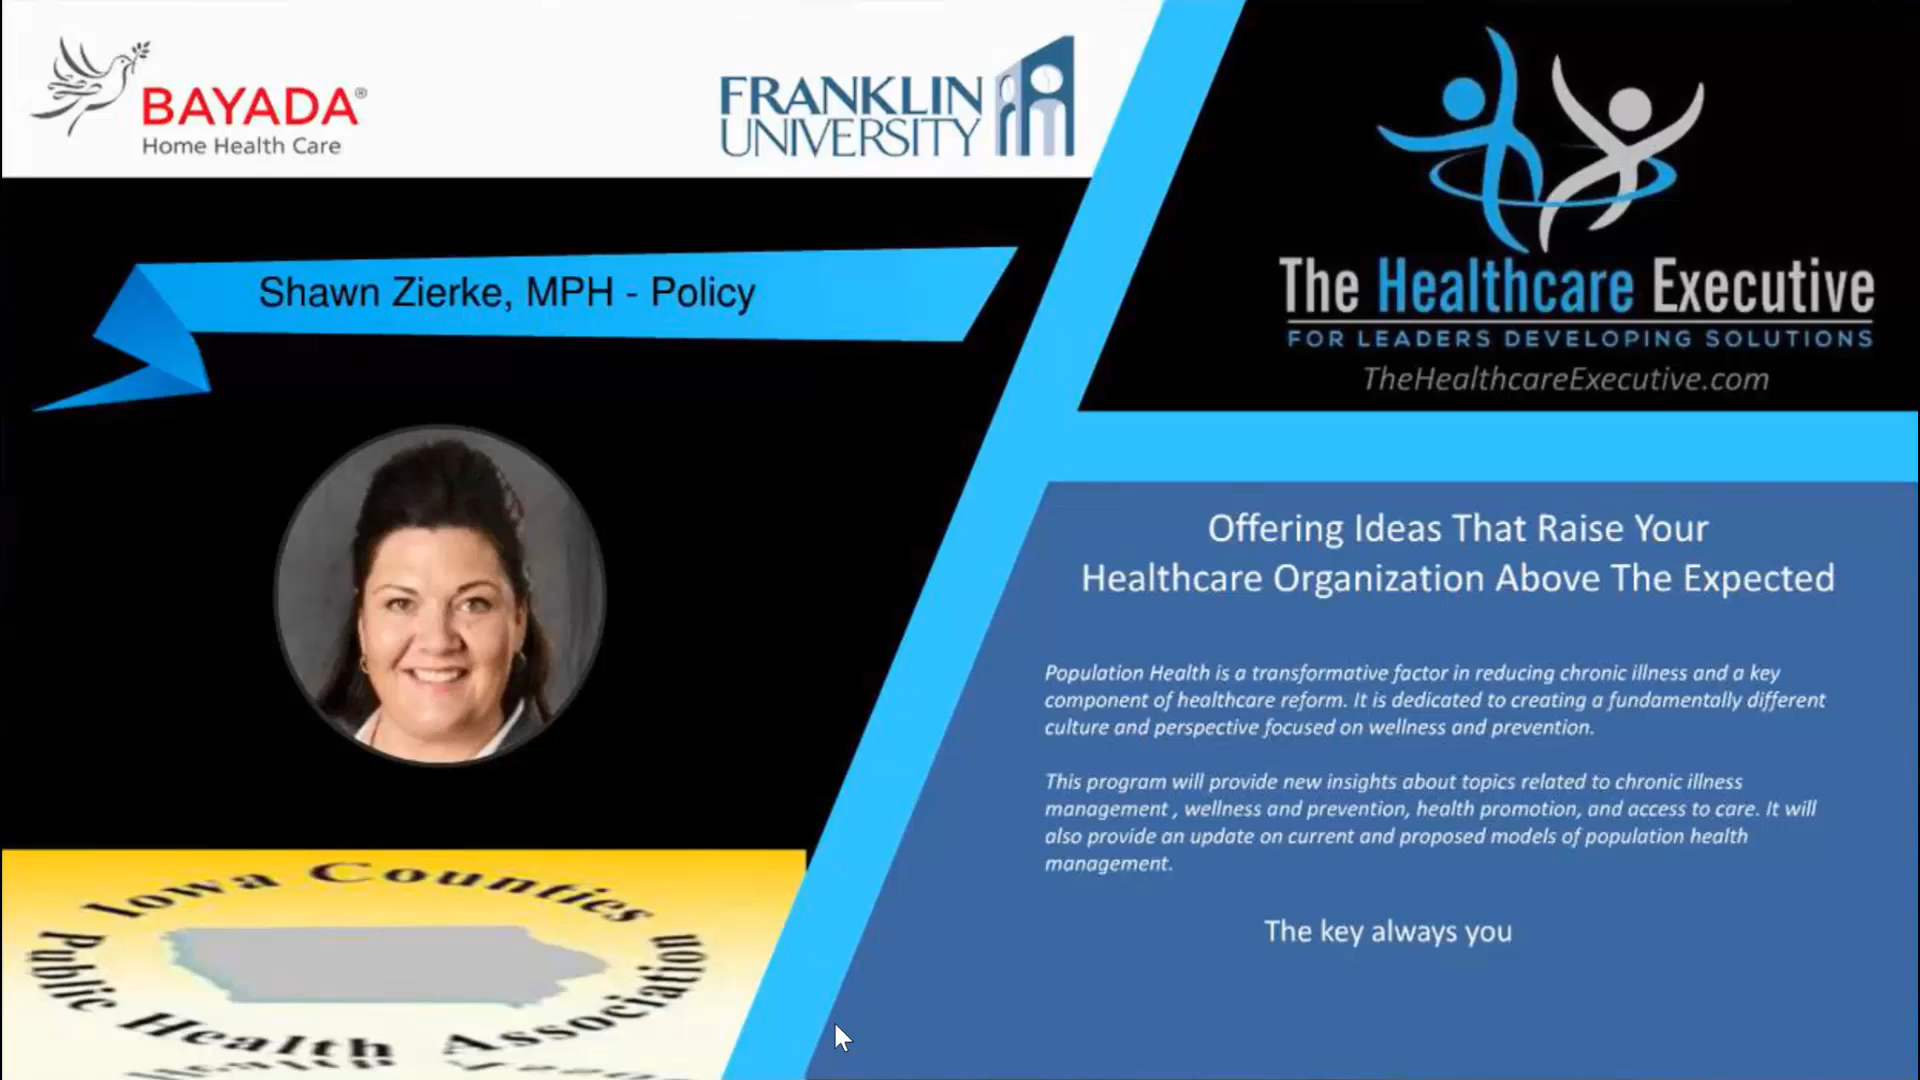 BAYADA®
Home Health Care
FRANKLIN
UNIVERSITY
Shawn Zierke, MPH - Policy
The Healthcare Executive
FOR LEADERS DEVELOPING SOLUTIONS
TheHealthcareExecutive.com
Offering Ideas That Raise Your
Healthcare Organization Above The Expected
Population Health is a transformative factor in reducing chronic illness and a key
component of healthcare reform. It is dedicated to creating a fundamentally different
culture and perspective focused on wellness and prevention.
This program will provide new insights about topics related to chronic illness
management , wellness and prevention, health promotion, and access to care. It will
also provide an update on current and proposed models of population health
management.
The key always you
Iowa Counties
Public Health Association